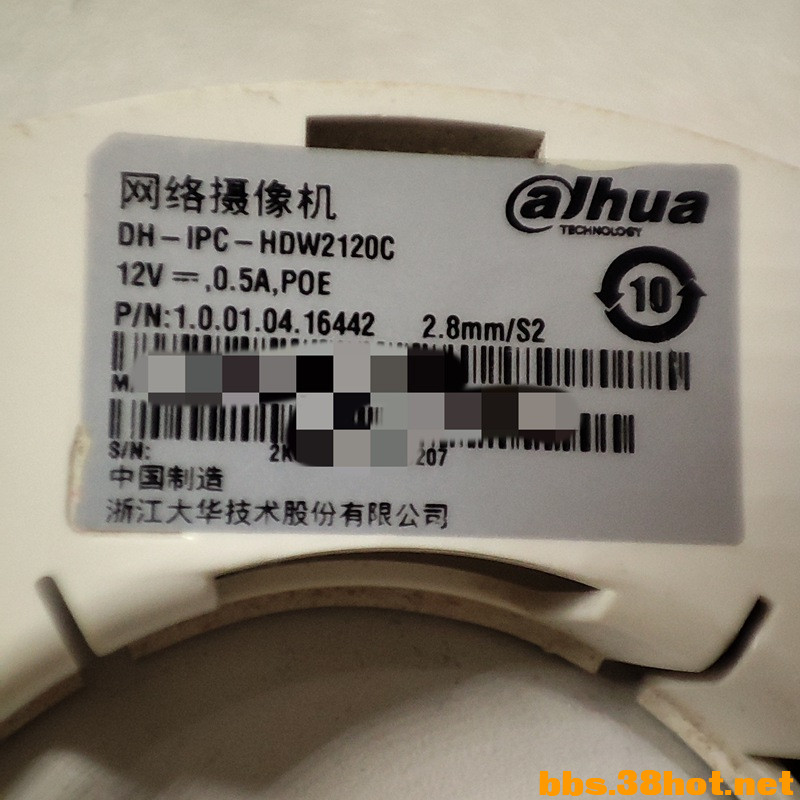 网络摄像机
DH-IPC-HDW2120C
12V⎓,0.5A,POE
P/N:1.0.01.04.16442 2.8mm/S2
alhua
TECHNOLOGY
10
M.
S/N: 2K 207
中国制造
浙江大华技术股份有限公司
bbs.38hot.net